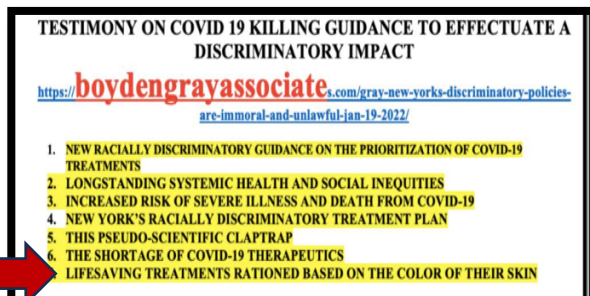 TESTIMONY ON COVID 19 KILLING GUIDANCE TO EFFECTUATE A
DISCRIMINATORY IMPACT
https://boydengrayassociates.com/gray-new-yorks-discriminatory-policies-
are-immoral-and-unlawful-jan-19-2022/
1. NEW RACIALLY DISCRIMINATORY GUIDANCE ON THE PRIORITIZATION OF COVID-19
TREATMENTS
2. LONGSTANDING SYSTEMIC HEALTH AND SOCIAL INEQUITIES
3. INCREASED RISK OF SEVERE ILLNESS AND DEATH FROM COVID-19
4. NEW YORK'S RACIALLY DISCRIMINATORY TREATMENT PLAN
5. THIS PSEUDO-SCIENTIFIC CLAPTRAP
6. THE SHORTAGE OF COVID-19 THERAPEUTICS
LIFESAVING TREATMENTS RATIONED BASED ON THE COLOR OF THEIR SKIN